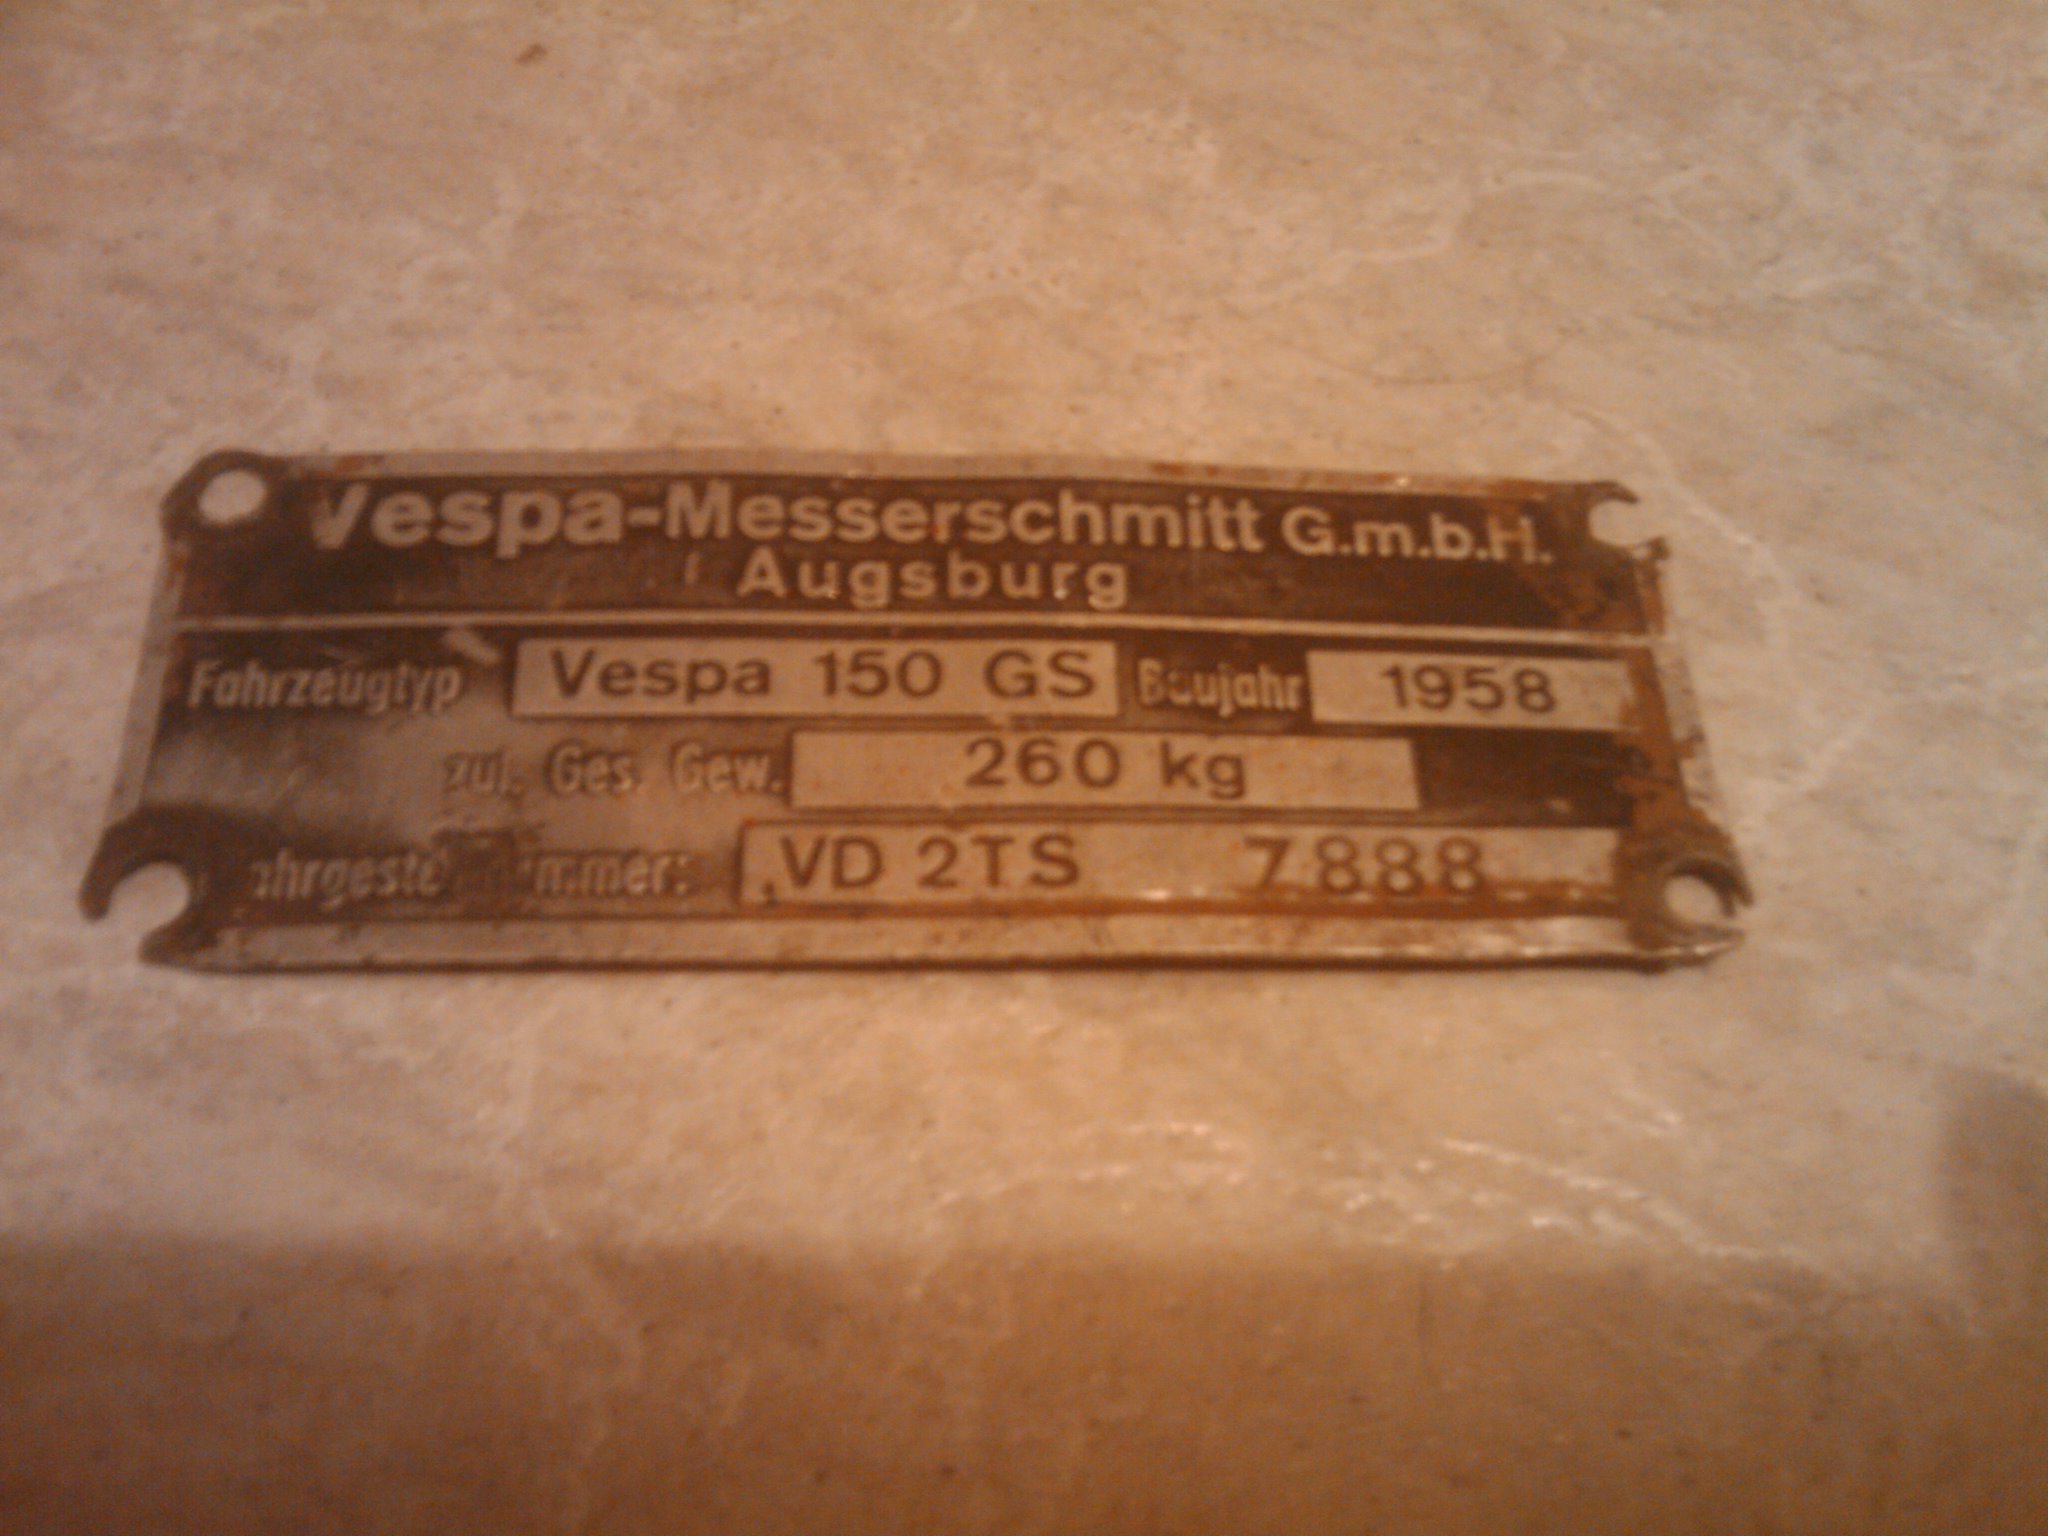 Vespa-Messerschmitt G.m.b.H.
Augsburg
Fahrzeugtyp Vespa 150 GS Baujahr 1958
zul. Ges. Gew. 260 kg
VD 2TS 7888